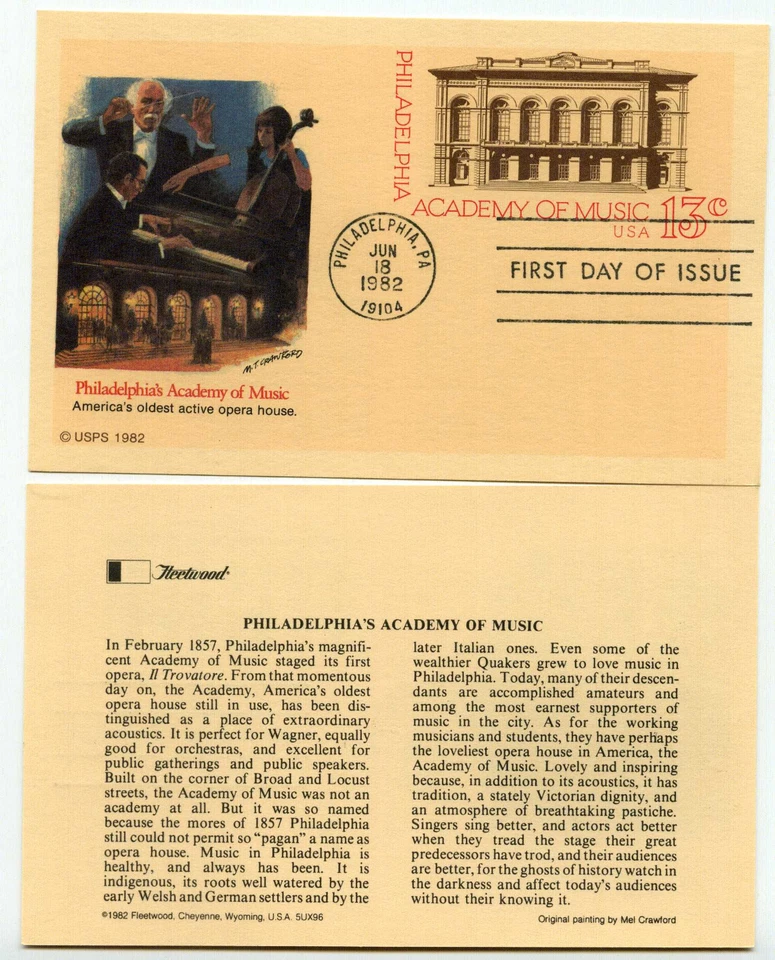 PHILADELPHIA
ACADEMY OF MUSIC
USA 13c
PHILADELPHIA, PA
JUN
18
1982
19104
FIRST DAY OF ISSUE
M.T. CRAWFORD
Philadelphia's Academy of Music
America's oldest active opera house.
© USPS 1982
Fleetwood®
PHILADELPHIA'S ACADEMY OF MUSIC
In February 1857, Philadelphia's magnifi-
cent Academy of Music staged its first
opera, Il Trovatore. From that momentous
day on, the Academy, America's oldest
opera house still in use, has been dis-
tinguished as a place of extraordinary
acoustics. It is perfect for Wagner, equally
good for orchestras, and excellent for
public gatherings and public speakers.
Built on the corner of Broad and Locust
streets, the Academy of Music was not an
academy at all. But it was so named
because the mores of 1857 Philadelphia
still could not permit so "pagan" a name as
opera house. Music in Philadelphia is
healthy, and always has been. It is
indigenous, its roots well watered by the
early Welsh and German settlers and by the
later Italian ones. Even some of the
wealthier Quakers grew to love music in
Philadelphia. Today, many of their descen-
dants are accomplished amateurs and
among the most earnest supporters of
music in the city. As for the working
musicians and students, they have perhaps
the loveliest opera house in America, the
Academy of Music. Lovely and inspiring
because, in addition to its acoustics, it has
tradition, a stately Victorian dignity, and
an atmosphere of breathtaking pastiche.
Singers sing better, and actors act better
when they tread the stage their great
predecessors have trod, and their audiences
are better, for the ghosts of history watch in
the darkness and affect today's audiences
without their knowing it.
©1982 Fleetwood, Cheyenne, Wyoming, U.S.A. 5UX96
Original painting by Mel Crawford